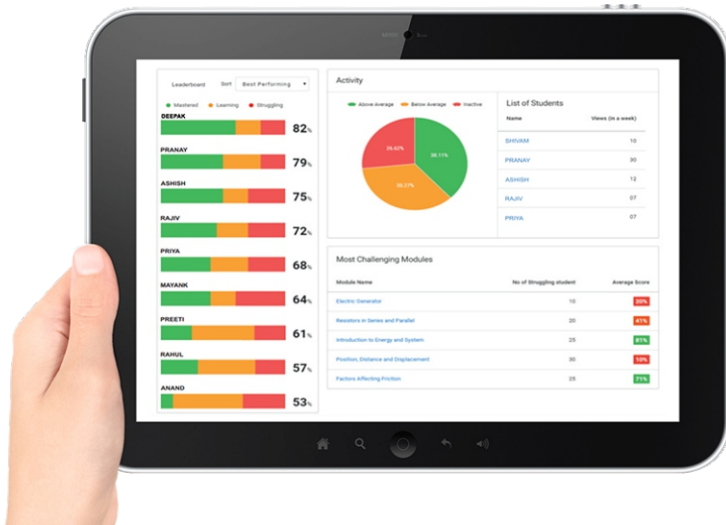 Leaderboard Sort Best Performing
Mastered Learning Struggling
DEEPAK
82%
PRANAY
79%
ASHISH
75%
RAJIV
72%
PRIYA
68%
MAYANK
64%
PREETI
61%
RAHUL
57%
ANAND
53%
Activity
Above Average Below Average Inactive
38.11%
List of Students
Name Views (in a week)
SHIVAM 10
PRANAY 30
ASHISH 12
RAJIV 07
PRIYA 07
Most Challenging Modules
Module Name No of Struggling student Average Score
Electric Generator 10 20%
Resistors in Series and Parallel 20 41%
Introduction to Energy and System 25 81%
Position, Distance and Displacement 30 10%
Factors Affecting Friction 25 71%